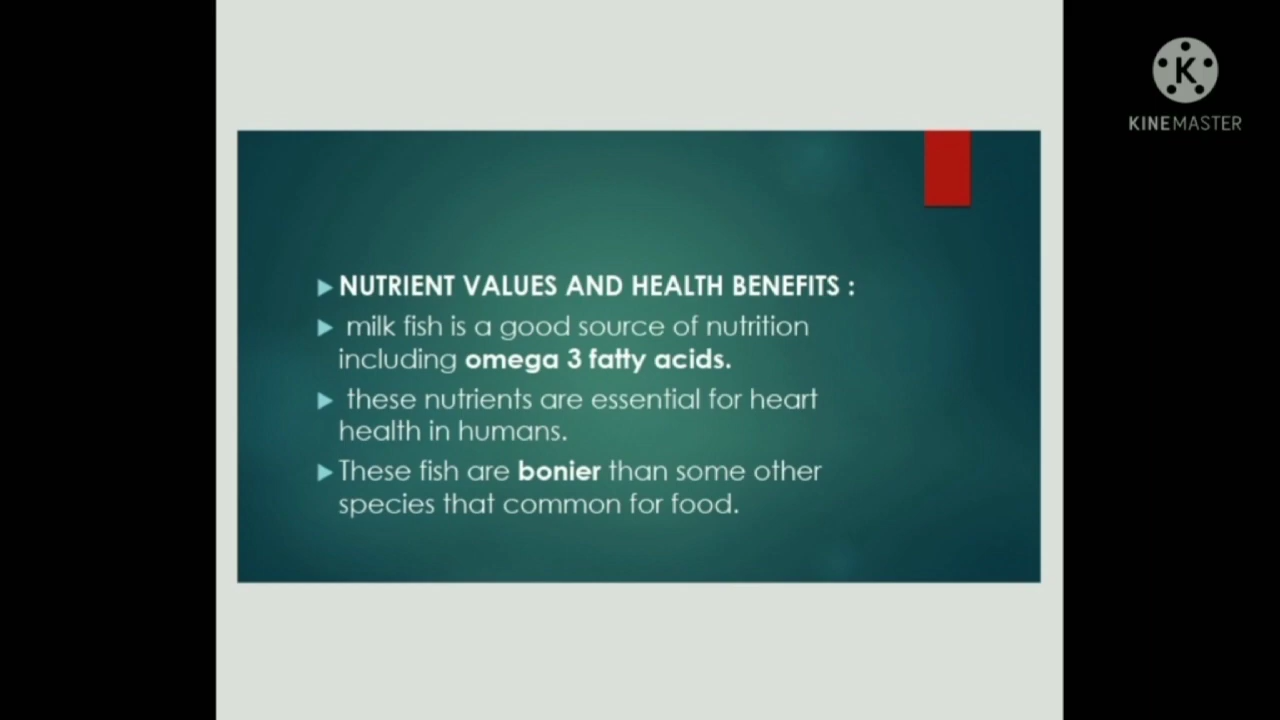 KINEMASTER
NUTRIENT VALUES AND HEALTH BENEFITS :
milk fish is a good source of nutrition
including omega 3 fatty acids.
these nutrients are essential for heart
health in humans.
These fish are bonier than some other
species that common for food.